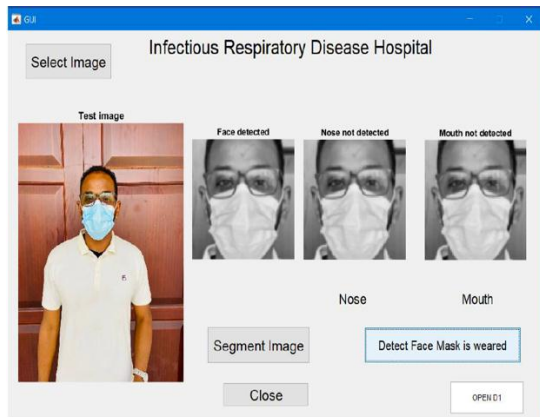 GUI
Infectious Respiratory Disease Hospital
Select Image
Test image
Face detected
Nose not detected
Mouth not detected
Nose
Mouth
Segment Image
Detect Face Mask is weared
Close
OPEN D1